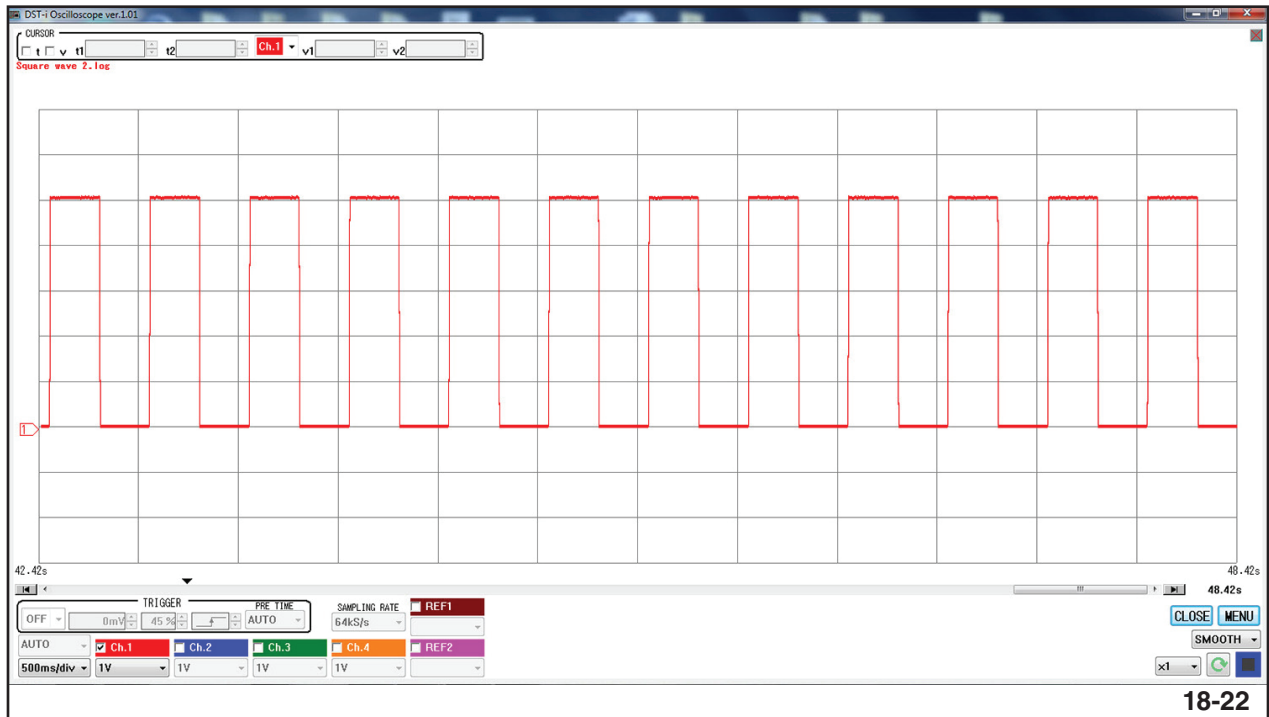 DST-i Oscilloscope ver.1.01
CURSOR
t v t1 t2 Ch.1 v1 v2
Square wave 2.log
1
42.42s 48.42s
48.42s
TRIGGER PRE TIME SAMPLING RATE REF1
OFF 0mV 45 % AUTO 64kS/s
CLOSE MENU
AUTO Ch.1 Ch.2 Ch.3 Ch.4 REF2
SMOOTH
500ms/div 1V 1V 1V 1V x1
18-22